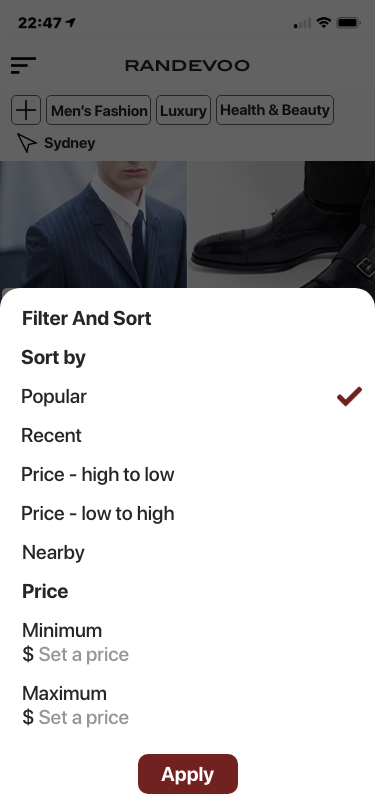 22:47
RANDEVOO
Men's Fashion
Luxury
Health & Beauty
Sydney
Filter And Sort
Sort by
Popular
Recent
Price - high to low
Price - low to high
Nearby
Price
Minimum
$ Set a price
Maximum
$ Set a price
Apply